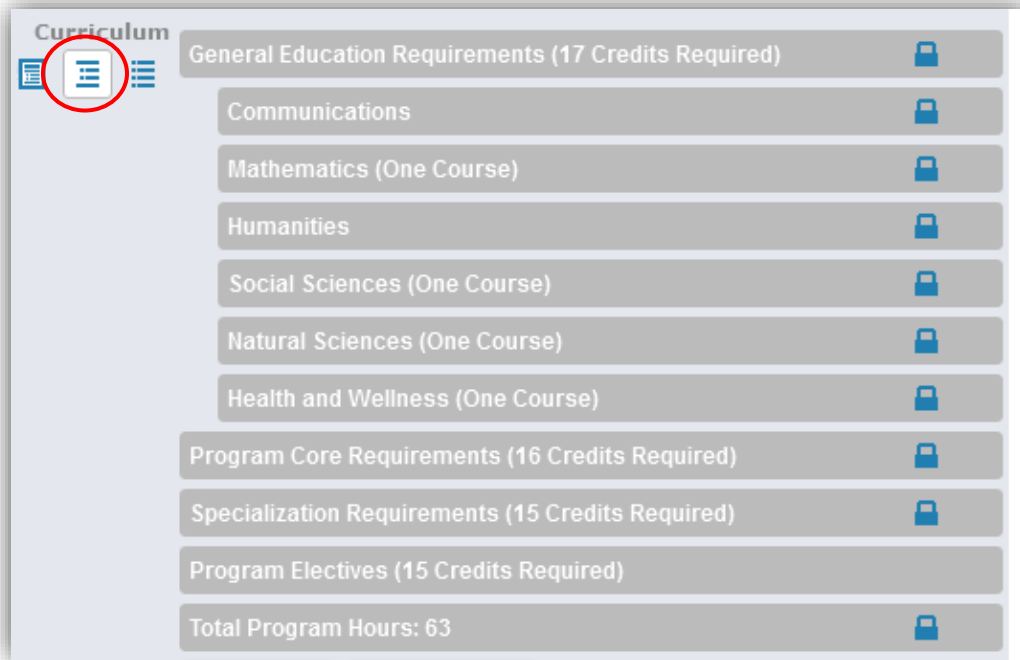 Curriculum
General Education Requirements (17 Credits Required)
Communications
Mathematics (One Course)
Humanities
Social Sciences (One Course)
Natural Sciences (One Course)
Health and Wellness (One Course)
Program Core Requirements (16 Credits Required)
Specialization Requirements (15 Credits Required)
Program Electives (15 Credits Required)
Total Program Hours: 63